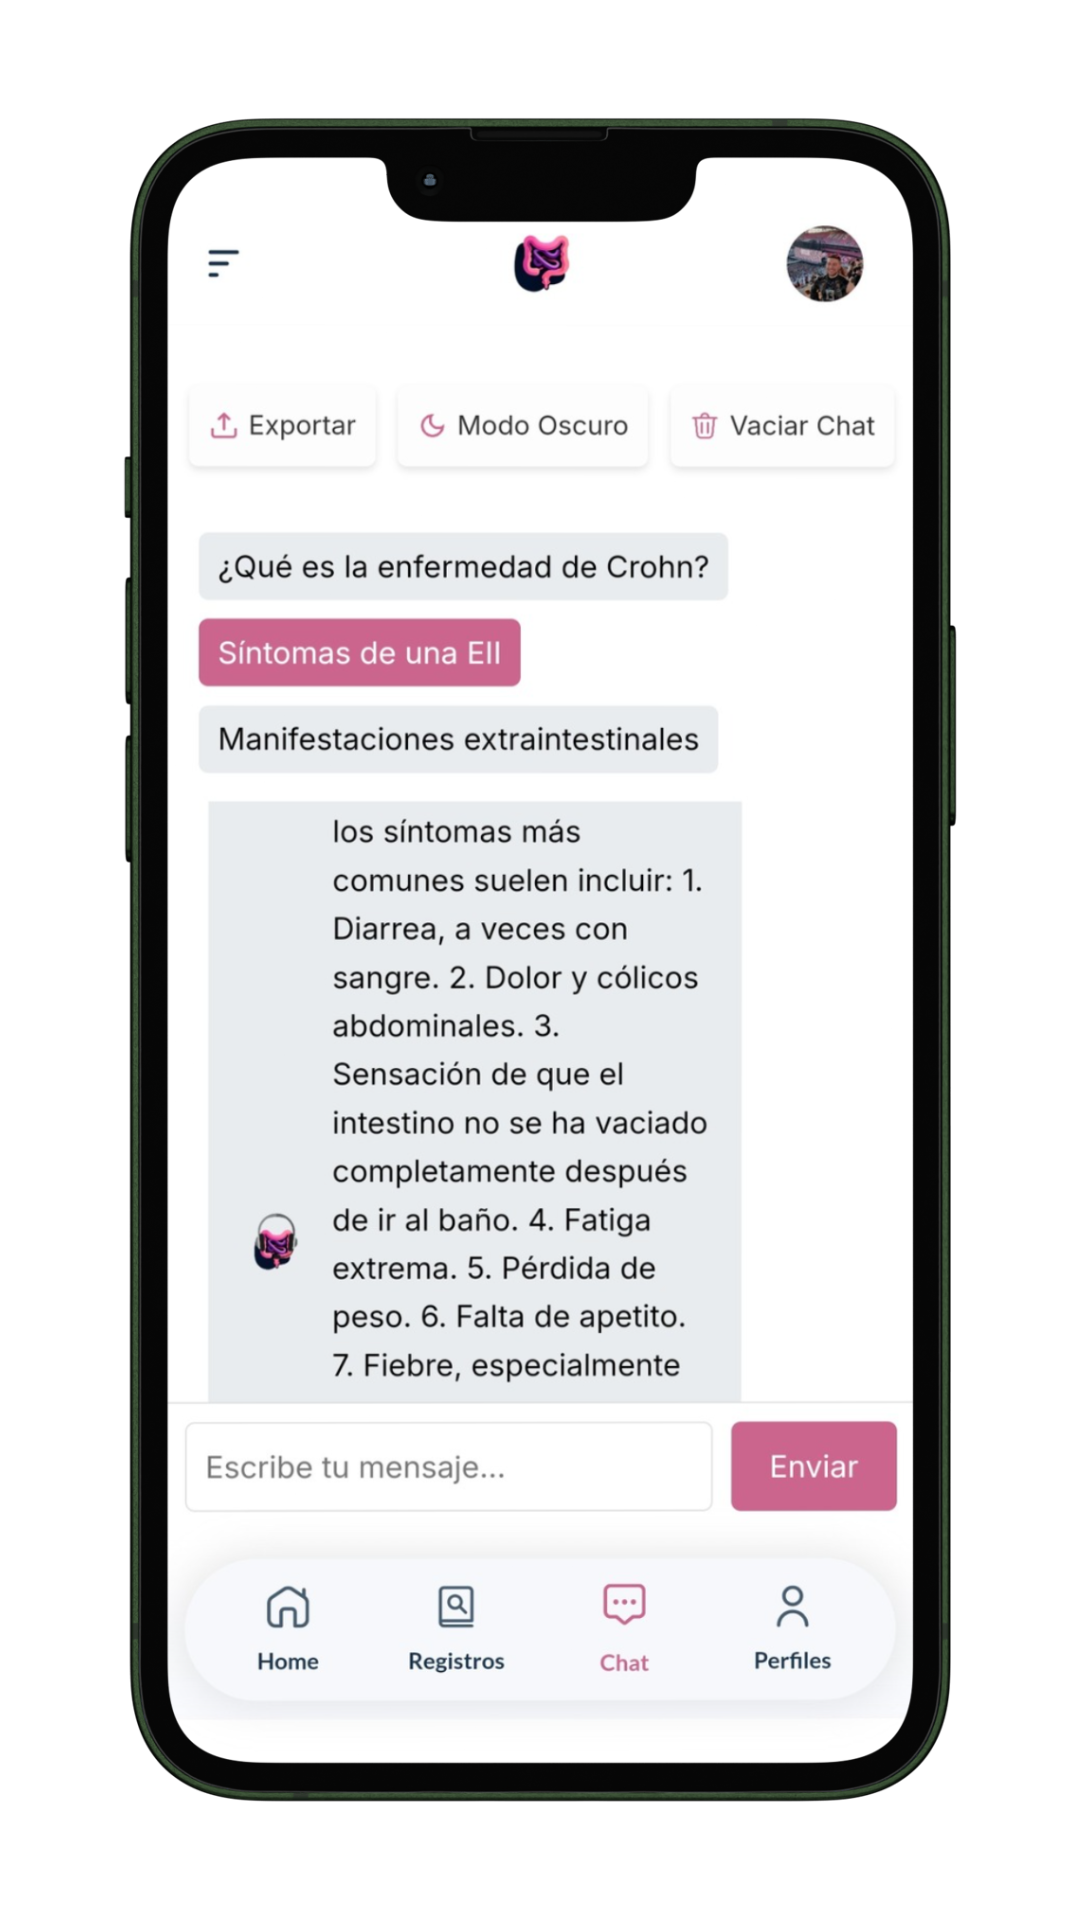 Exportar
Modo Oscuro
Vaciar Chat
¿Qué es la enfermedad de Crohn?
Síntomas de una EII
Manifestaciones extraintestinales
los síntomas más
comunes suelen incluir: 1.
Diarrea, a veces con
sangre. 2. Dolor y cólicos
abdominales. 3.
Sensación de que el
intestino no se ha vaciado
completamente después
de ir al baño. 4. Fatiga
extrema. 5. Pérdida de
peso. 6. Falta de apetito.
7. Fiebre, especialmente
Escribe tu mensaje...
Enviar
Home
Registros
Chat
Perfiles